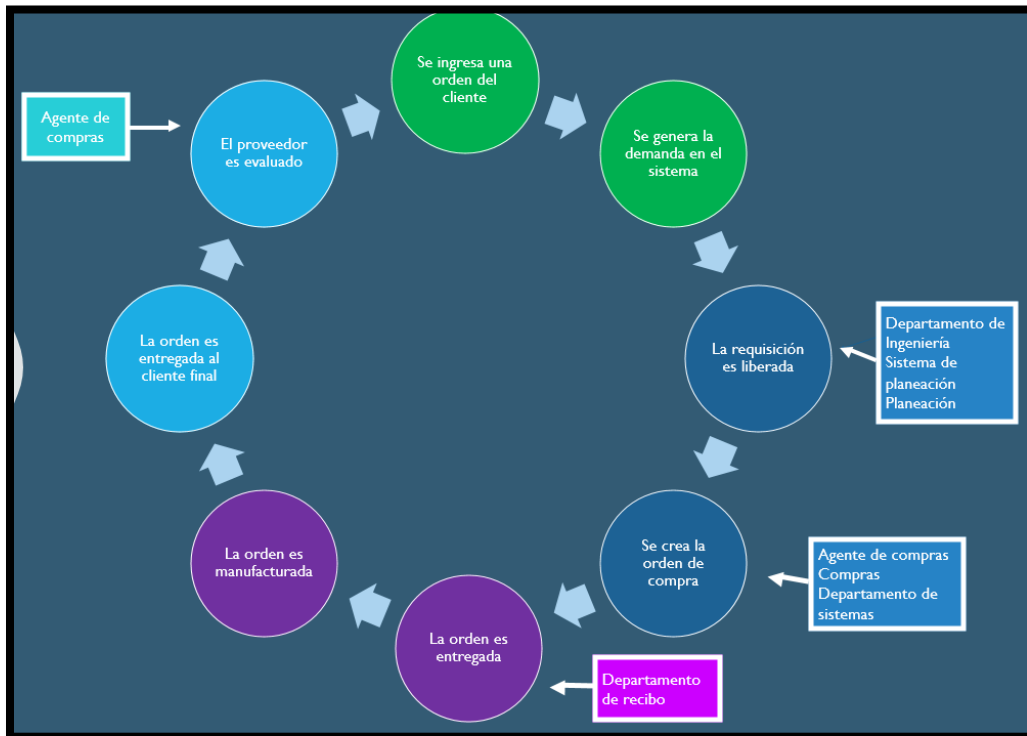 Se ingresa una
orden del
cliente
Se genera la
demanda en el
sistema
La requisición
es liberada
Departamento de
Ingeniería
Sistema de
planeación
Planeación
Se crea la
orden de
compra
Agente de compras
Compras
Departamento de
sistemas
La orden es
entregada
Departamento
de recibo
La orden es
manufacturada
La orden es
entregada al
cliente final
El proveedor
es evaluado
Agente de
compras